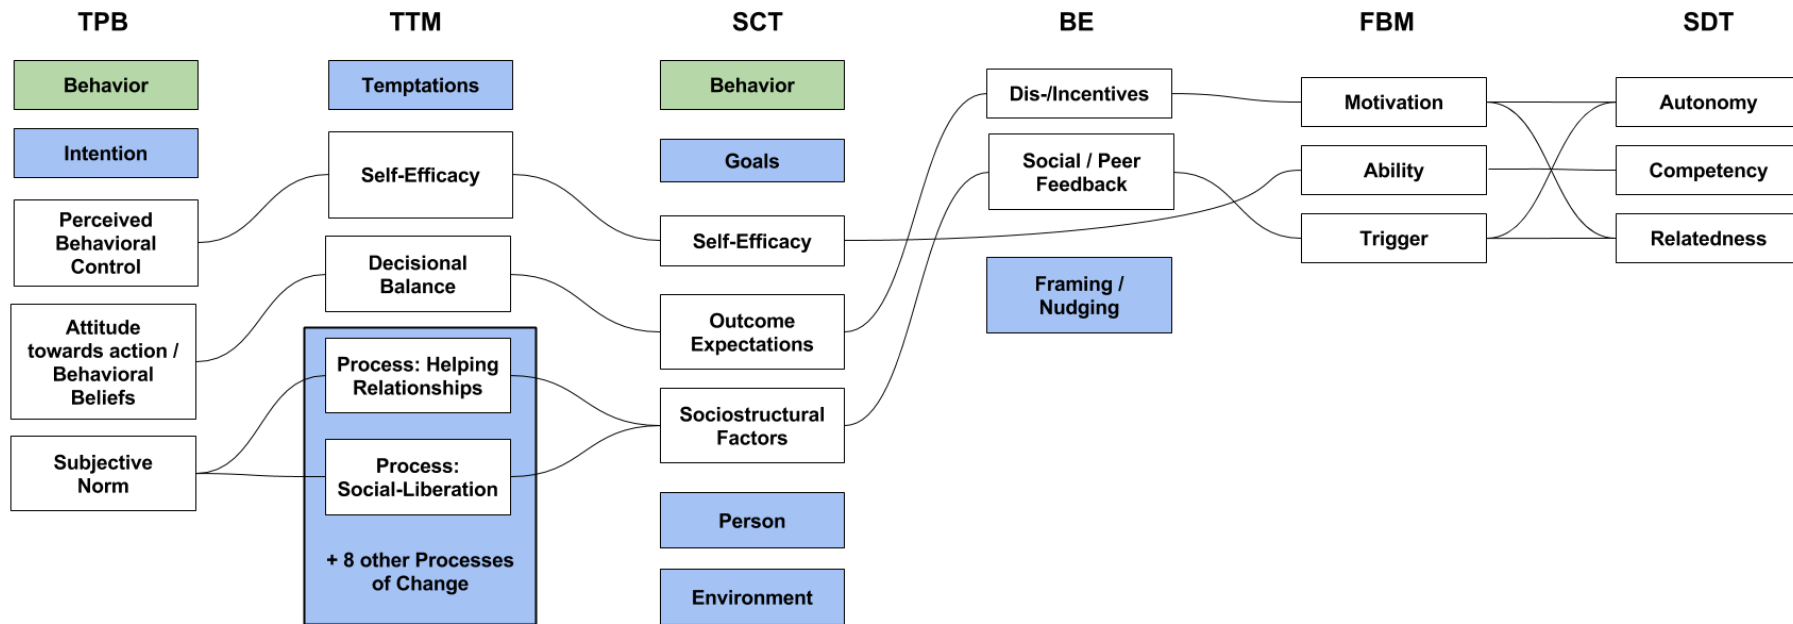 TPB
TTM
SCT
BE
FBM
SDT
Behavior
Intention
Perceived
Behavioral
Control
Attitude
towards action /
Behavioral
Beliefs
Subjective
Norm
Temptations
Self-Efficacy
Decisional
Balance
Process: Helping
Relationships
Process:
Social-Liberation
+ 8 other Processes
of Change
Behavior
Goals
Self-Efficacy
Outcome
Expectations
Sociostructural
Factors
Person
Environment
Dis-/Incentives
Social / Peer
Feedback
Framing /
Nudging
Motivation
Ability
Trigger
Autonomy
Competency
Relatedness